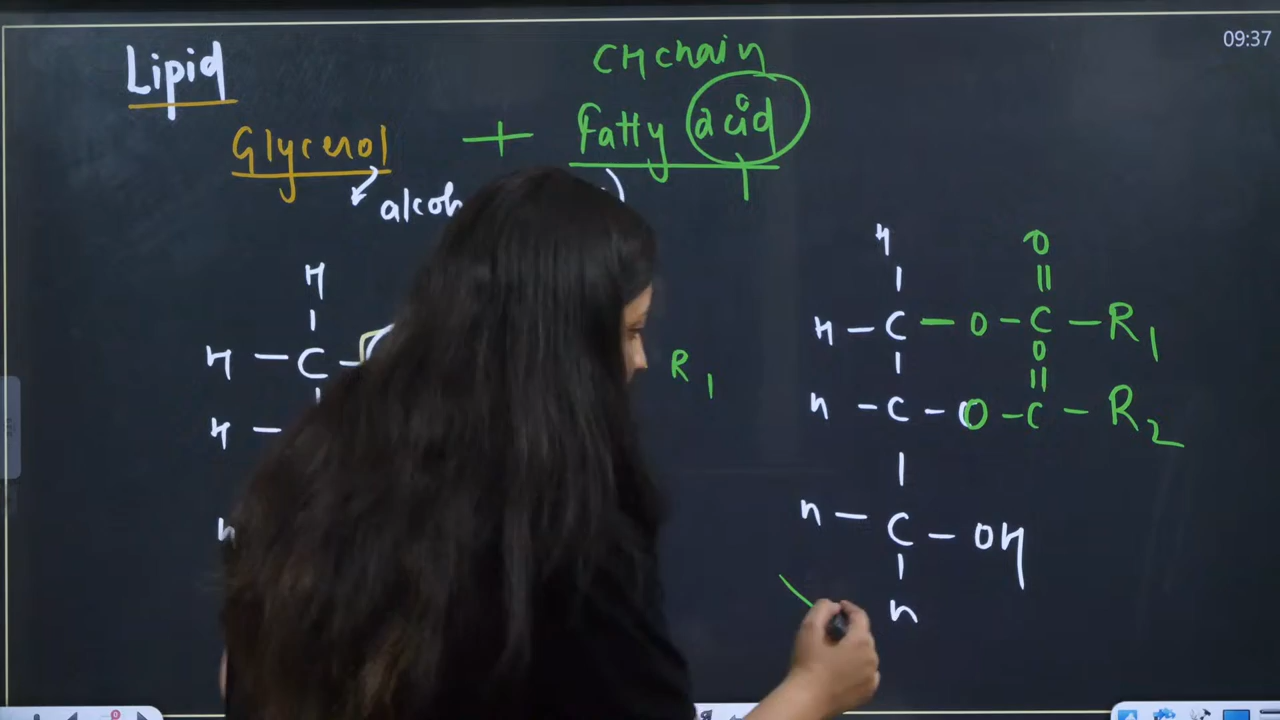 09:37
Lipid
CH chain
Glycerol + Fatty acid
alcoh
H
H
O
H – C –
H – C – O – C – R1
R1
O
H –
H – C – O – C – R2
H
H – C – OH
H